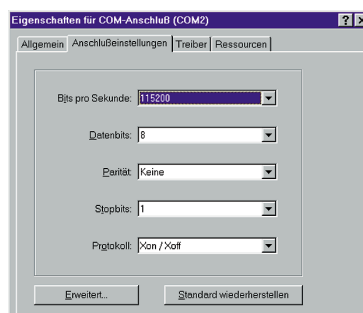 Eigenschaften für COM-Anschluß (COM2)
Allgemein Anschlußeinstellungen Treiber Ressourcen
Bits pro Sekunde: 115200
Datenbits: 8
Parität: Keine
Stopbits: 1
Protokoll: Xon / Xoff
Erweitert... Standard wiederherstellen